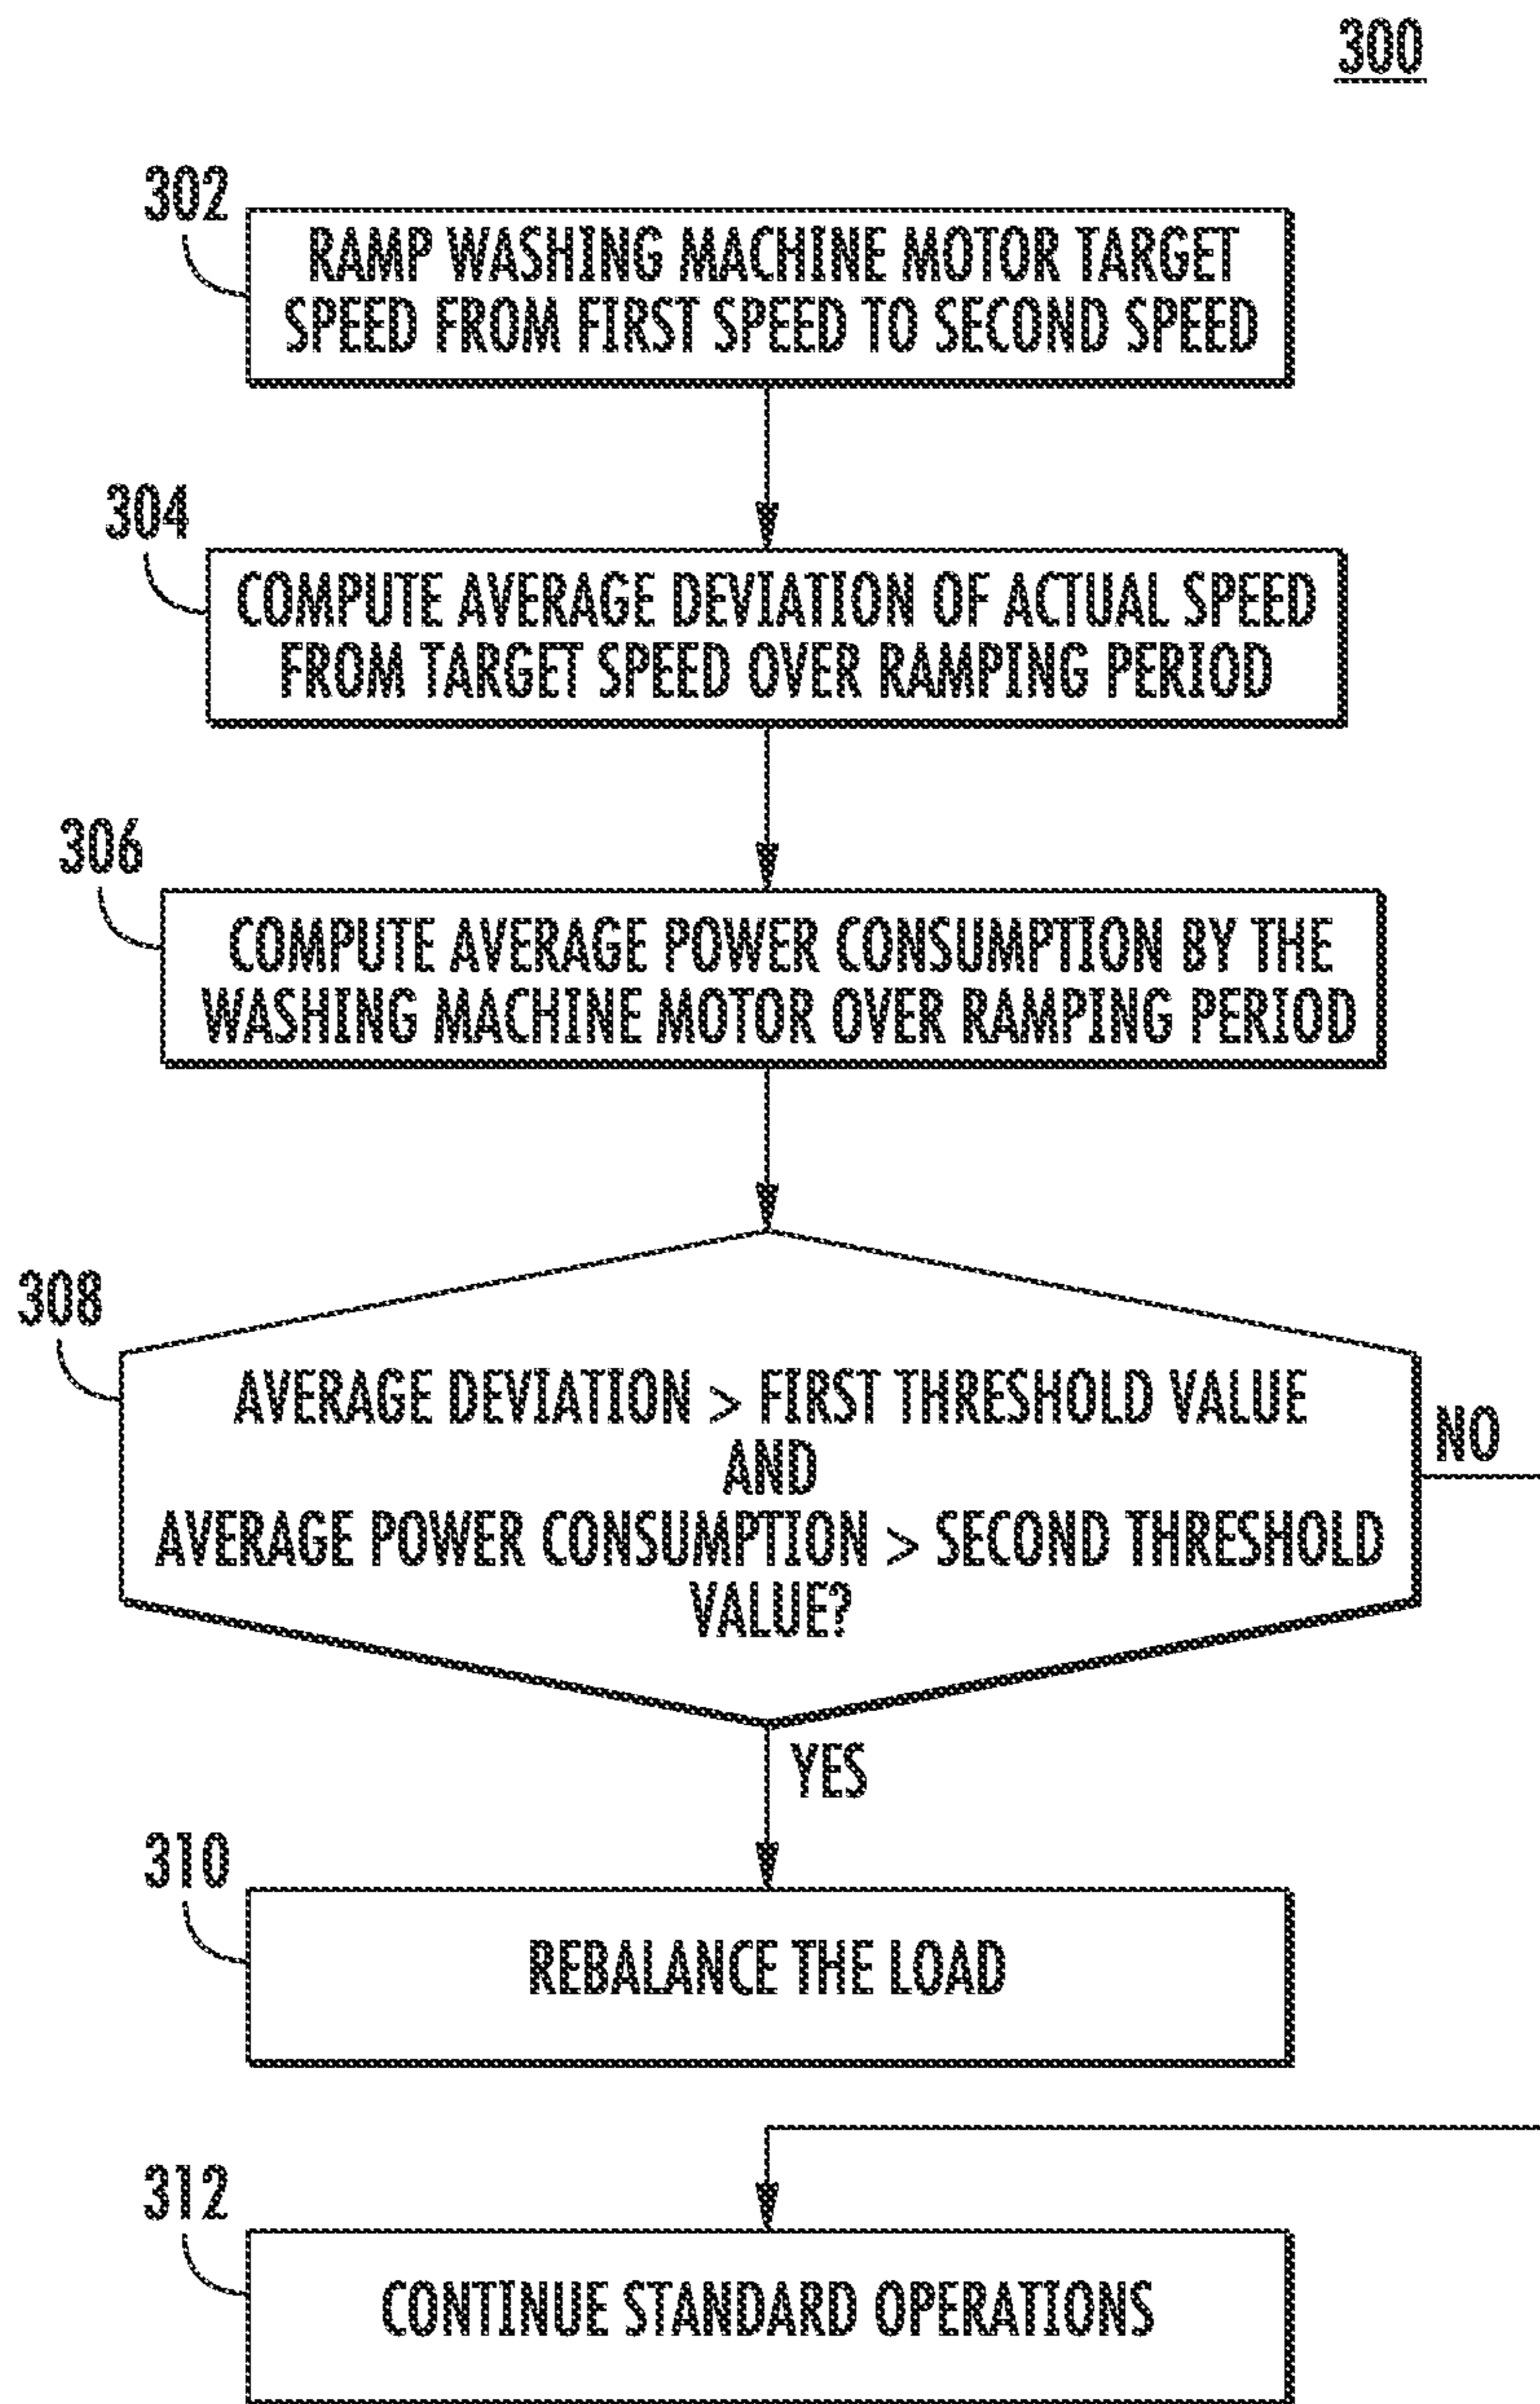 300
302
RAMP WASHING MACHINE MOTOR TARGET
SPEED FROM FIRST SPEED TO SECOND SPEED
304
COMPUTE AVERAGE DEVIATION OF ACTUAL SPEED
FROM TARGET SPEED OVER RAMPING PERIOD
306
COMPUTE AVERAGE POWER CONSUMPTION BY THE
WASHING MACHINE MOTOR OVER RAMPING PERIOD
308
AVERAGE DEVIATION > FIRST THRESHOLD VALUE
AND
AVERAGE POWER CONSUMPTION > SECOND THRESHOLD
VALUE?
NO
YES
310
REBALANCE THE LOAD
312
CONTINUE STANDARD OPERATIONS